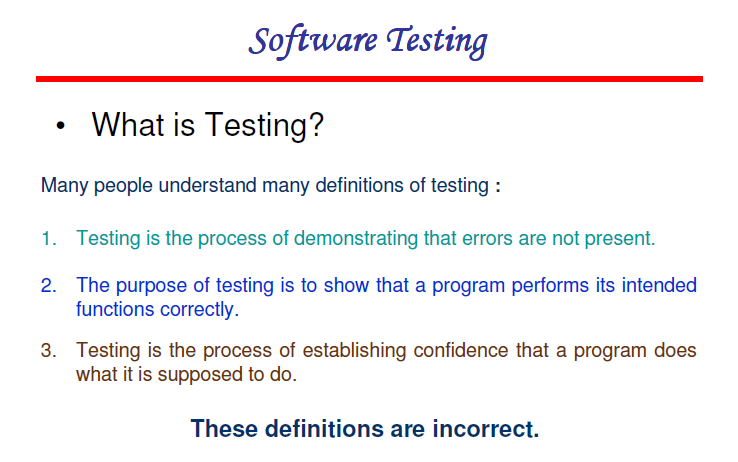 Software Testing
• What is Testing?
Many people understand many definitions of testing :
1. Testing is the process of demonstrating that errors are not present.
2. The purpose of testing is to show that a program performs its intended
functions correctly.
3. Testing is the process of establishing confidence that a program does
what it is supposed to do.
These definitions are incorrect.